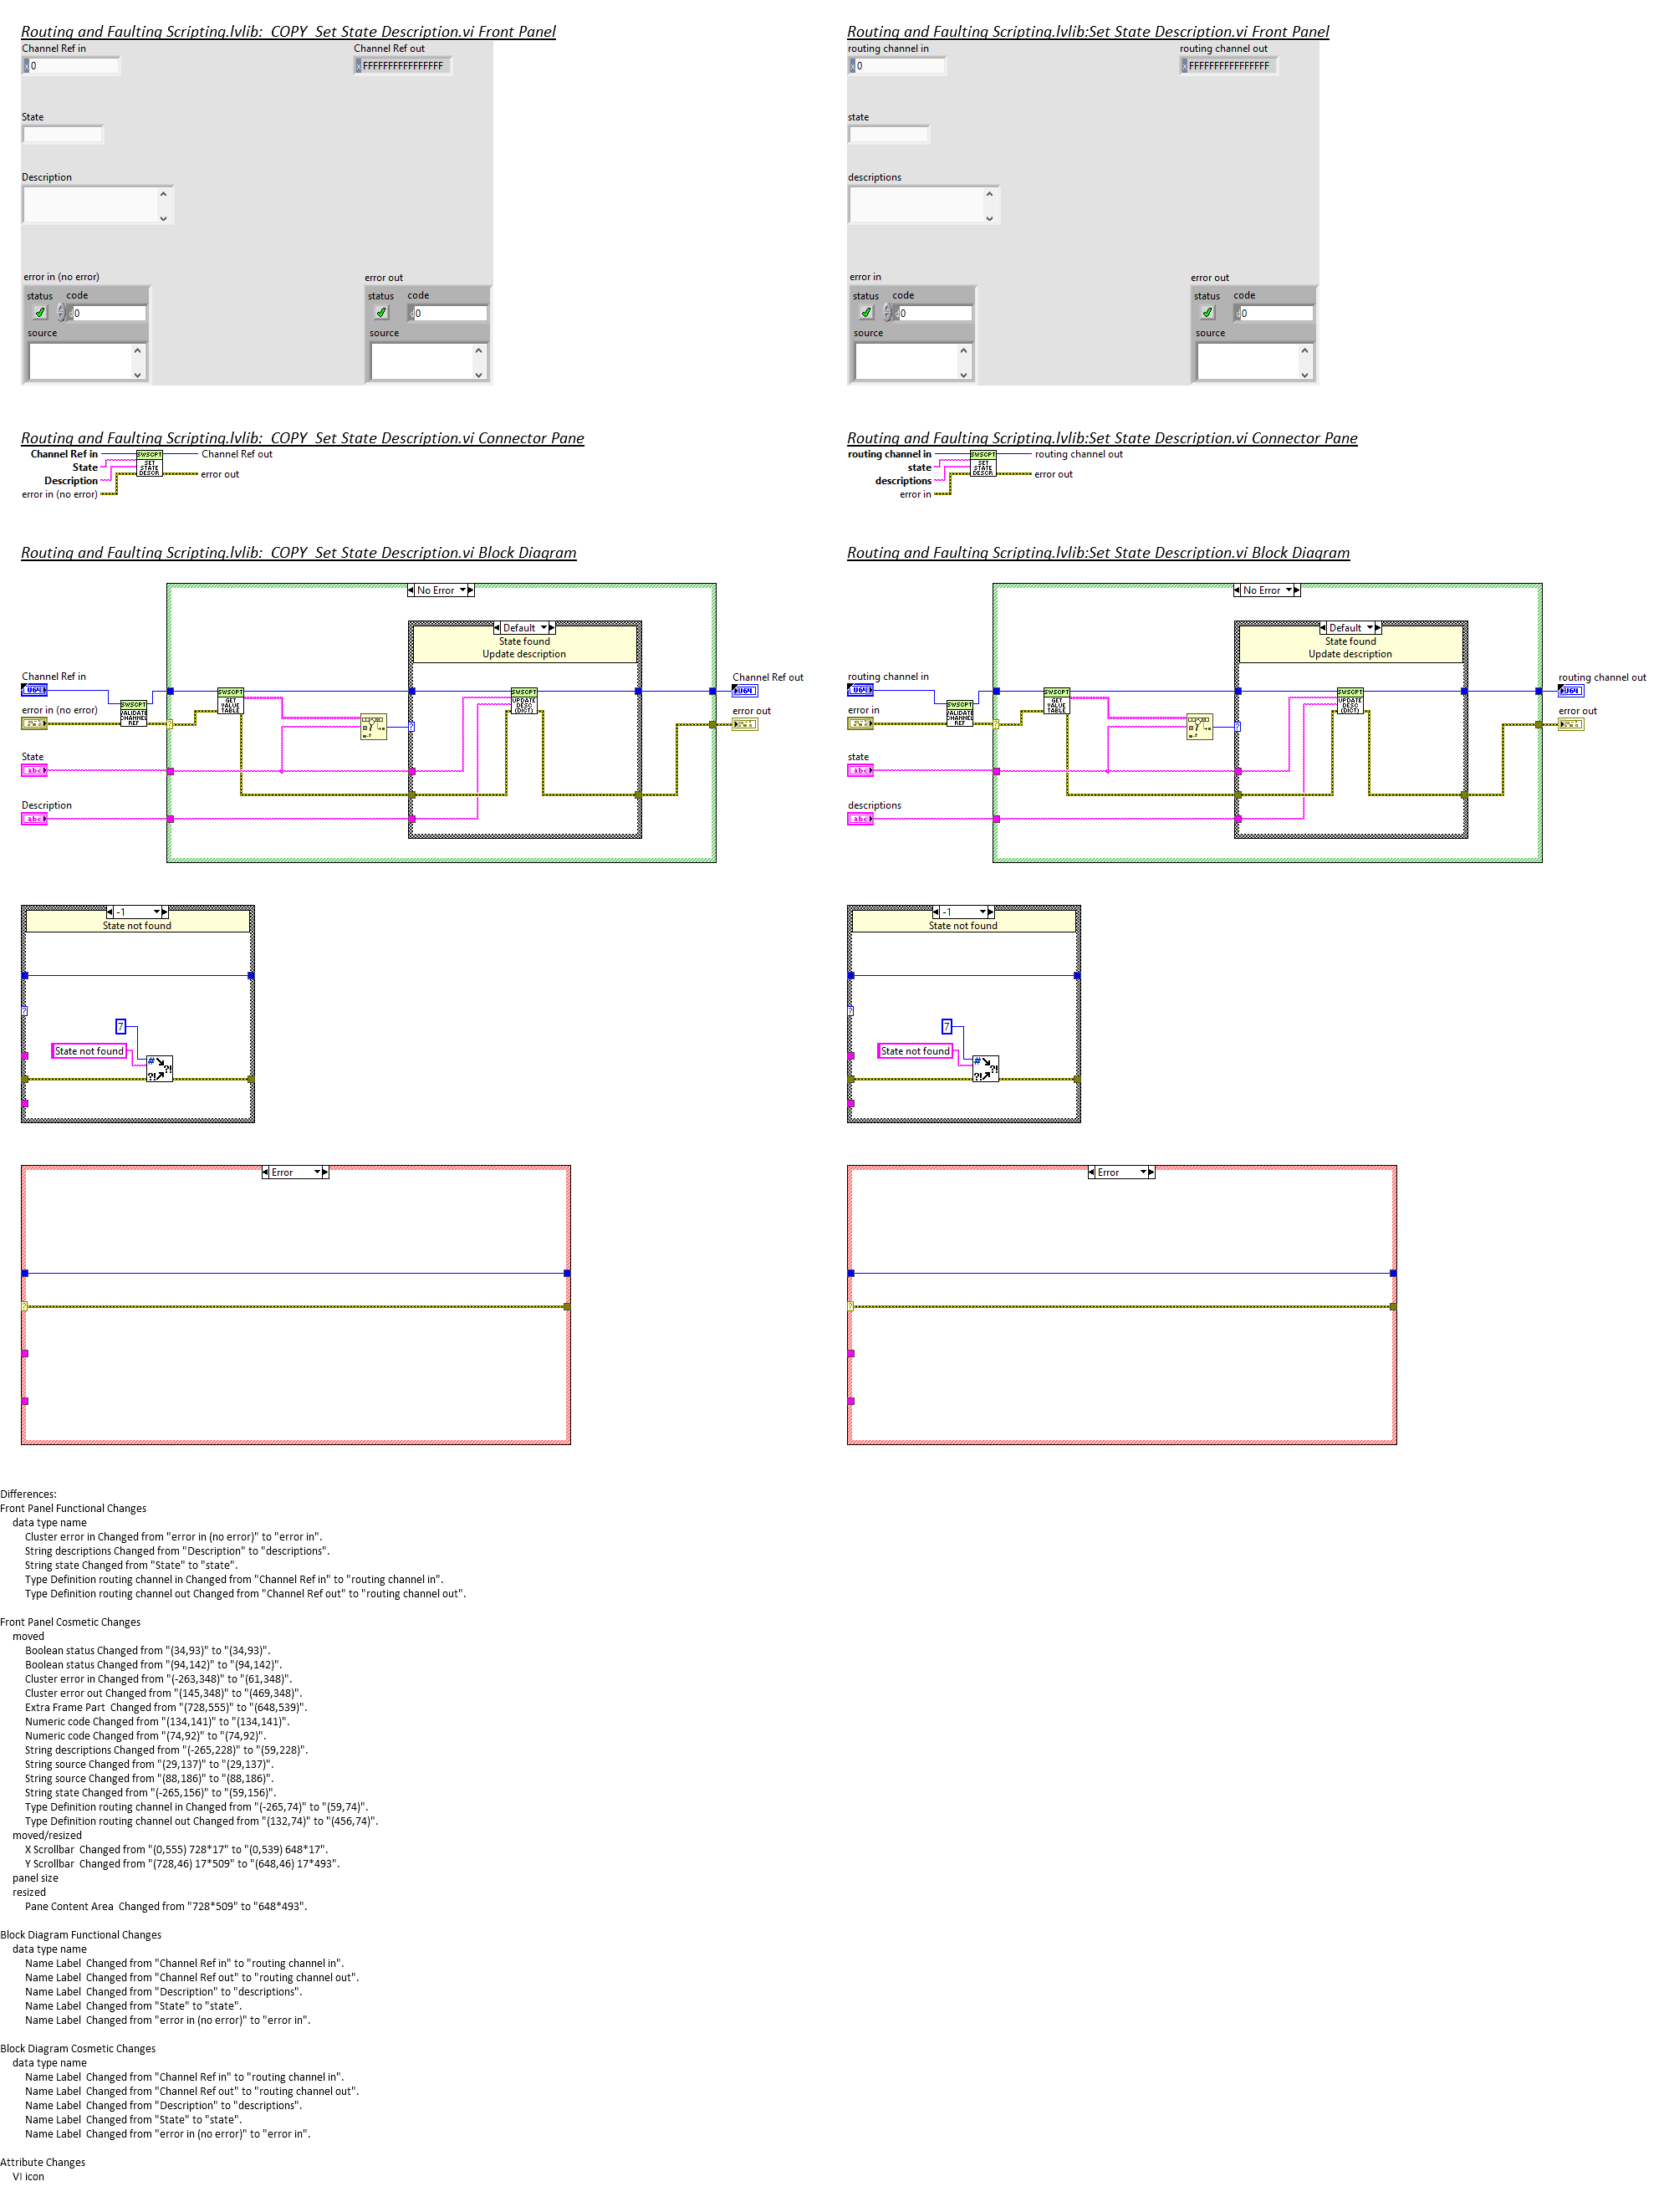 Routing and Faulting Scripting.lvlib:_COPY_Set State Description.vi Front Panel
Channel Ref in
Channel Ref out
x 0
x FFFFFFFFFFFFFFFF
State
Description
error in (no error)
error out
status code
status code
d 0
d 0
source
source
Routing and Faulting Scripting.lvlib:Set State Description.vi Front Panel
routing channel in
routing channel out
x 0
x FFFFFFFFFFFFFFFF
state
descriptions
error in
error out
status code
status code
d 0
d 0
source
source
Routing and Faulting Scripting.lvlib:_COPY_Set State Description.vi Connector Pane
Channel Ref in
State
Description
error in (no error)
SWSOPT
SET
STATE
DESCR
Channel Ref out
error out
Routing and Faulting Scripting.lvlib:Set State Description.vi Connector Pane
routing channel in
state
descriptions
error in
SWSOPT
SET
STATE
DESCR
routing channel out
error out
Routing and Faulting Scripting.lvlib:_COPY_Set State Description.vi Block Diagram
No Error
Default
State found
Update description
Channel Ref in
U64
error in (no error)
SWSOPT
VALIDATE
CHANNEL
REF
SWSOPT
GET
VALUE
TABLE
SWSOPT
UPDATE
DESC
(DICT)
Channel Ref out
U64
error out
State
abc
Description
abc
Routing and Faulting Scripting.lvlib:Set State Description.vi Block Diagram
No Error
Default
State found
Update description
routing channel in
U64
error in
SWSOPT
VALIDATE
CHANNEL
REF
SWSOPT
GET
VALUE
TABLE
SWSOPT
UPDATE
DESC
(DICT)
routing channel out
U64
error out
state
abc
descriptions
abc
-1
State not found
7
State not found
-1
State not found
7
State not found
Error
Error
Differences:
Front Panel Functional Changes
data type name
Cluster error in Changed from "error in (no error)" to "error in".
String descriptions Changed from "Description" to "descriptions".
String state Changed from "State" to "state".
Type Definition routing channel in Changed from "Channel Ref in" to "routing channel in".
Type Definition routing channel out Changed from "Channel Ref out" to "routing channel out".
Front Panel Cosmetic Changes
moved
Boolean status Changed from "(34,93)" to "(34,93)".
Boolean status Changed from "(94,142)" to "(94,142)".
Cluster error in Changed from "(-263,348)" to "(61,348)".
Cluster error out Changed from "(145,348)" to "(469,348)".
Extra Frame Part  Changed from "(728,555)" to "(648,539)".
Numeric code Changed from "(134,141)" to "(134,141)".
Numeric code Changed from "(74,92)" to "(74,92)".
String descriptions Changed from "(-265,228)" to "(59,228)".
String source Changed from "(29,137)" to "(29,137)".
String source Changed from "(88,186)" to "(88,186)".
String state Changed from "(-265,156)" to "(59,156)".
Type Definition routing channel in Changed from "(-265,74)" to "(59,74)".
Type Definition routing channel out Changed from "(132,74)" to "(456,74)".
moved/resized
X Scrollbar  Changed from "(0,555) 728*17" to "(0,539) 648*17".
Y Scrollbar  Changed from "(728,46) 17*509" to "(648,46) 17*493".
panel size
resized
Pane Content Area  Changed from "728*509" to "648*493".
Block Diagram Functional Changes
data type name
Name Label  Changed from "Channel Ref in" to "routing channel in".
Name Label  Changed from "Channel Ref out" to "routing channel out".
Name Label  Changed from "Description" to "descriptions".
Name Label  Changed from "State" to "state".
Name Label  Changed from "error in (no error)" to "error in".
Block Diagram Cosmetic Changes
data type name
Name Label  Changed from "Channel Ref in" to "routing channel in".
Name Label  Changed from "Channel Ref out" to "routing channel out".
Name Label  Changed from "Description" to "descriptions".
Name Label  Changed from "State" to "state".
Name Label  Changed from "error in (no error)" to "error in".
Attribute Changes
VI icon